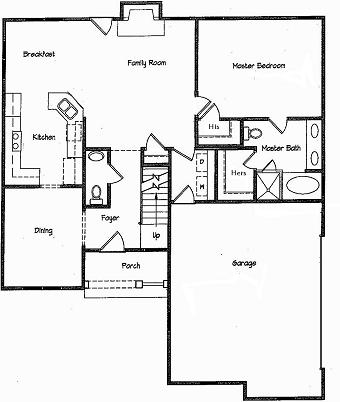 Breakfast
Family Room
Master Bedroom
His
Kitchen
Master Bath
D
Hers
W
Foyer
Dining
Up
Porch
Garage